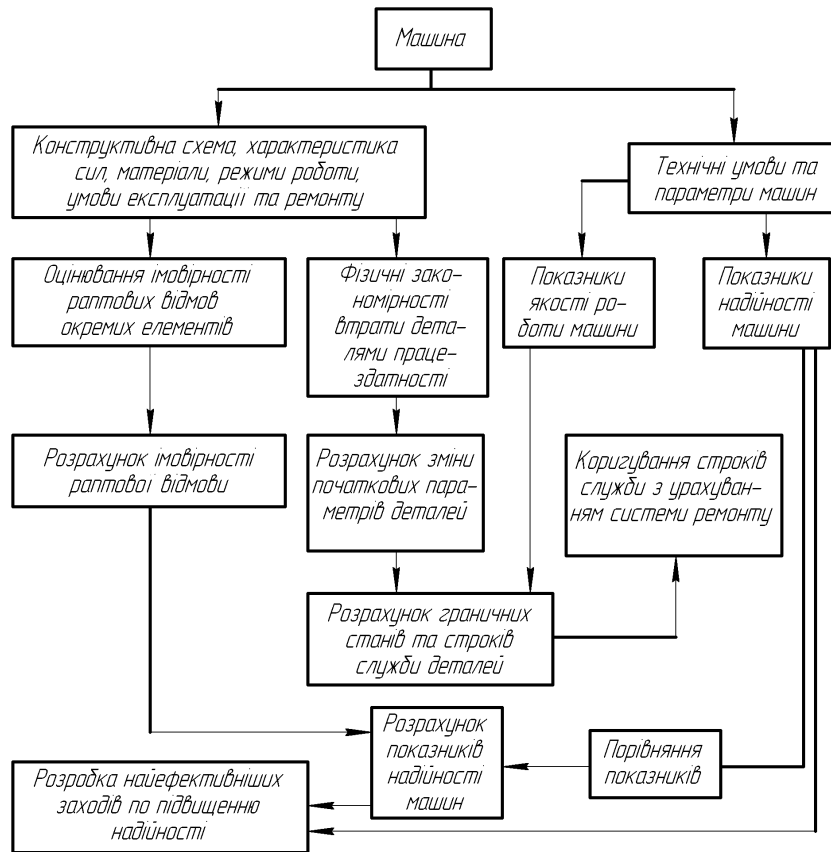 Машина
Конструктивна схема, характеристика
сил, матеріали, режими роботи,
умови експлуатації та ремонту
Технічні умови та
параметри машин
Оцінювання імовірності
раптових відмов
окремих елементів
Фізичні зако-
номірності
втрати дета-
лями праце-
здатності
Показники
якості ро-
боти машини
Показники
надійності
машини
Розрахунок імовірності
раптової відмови
Розрахунок зміни
початкових пара-
метрів деталей
Коригування строків
служби з урахуван-
ням системи ремонту
Розрахунок граничних
станів та строків
служби деталей
Розрахунок
показників
надійності
машин
Порівняння
показників
Розробка найефективніших
заходів по підвищенню
надійності